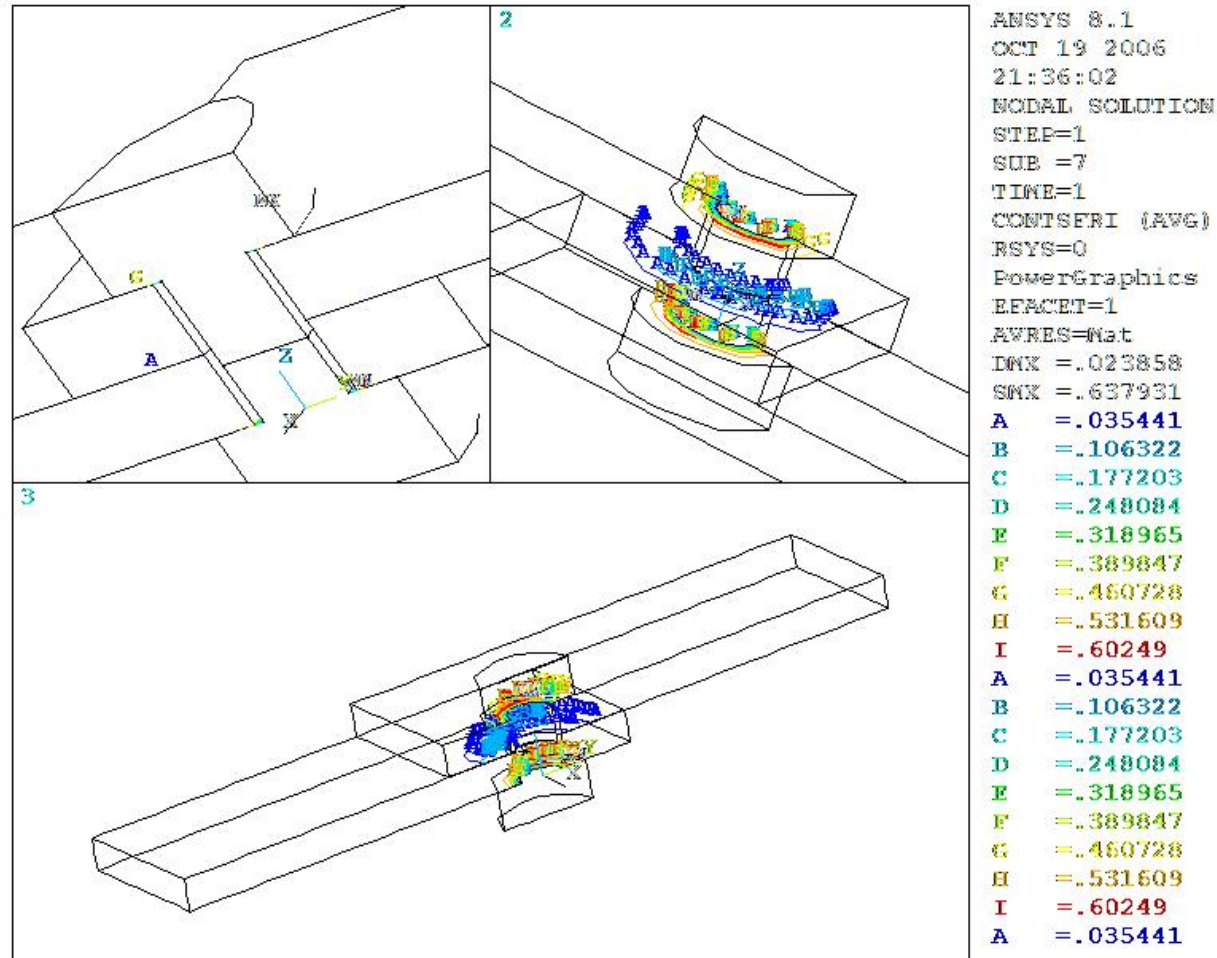 2
3
G
A
Z
X
ANSYS 8.1
OCT 19 2006
21:36:02
NODAL SOLUTION
STEP=1
SUB =7
TIME=1
CONTSFRI (AVG)
RSYS=0
PowerGraphics
EFACET=1
AVRES=Mat
DMX =.023858
SMX =.637931
A =.035441
B =.106322
C =.177203
D =.248084
E =.318965
F =.389847
G =.460728
H =.531609
I =.60249
A =.035441
B =.106322
C =.177203
D =.248084
E =.318965
F =.389847
G =.460728
H =.531609
I =.60249
A =.035441